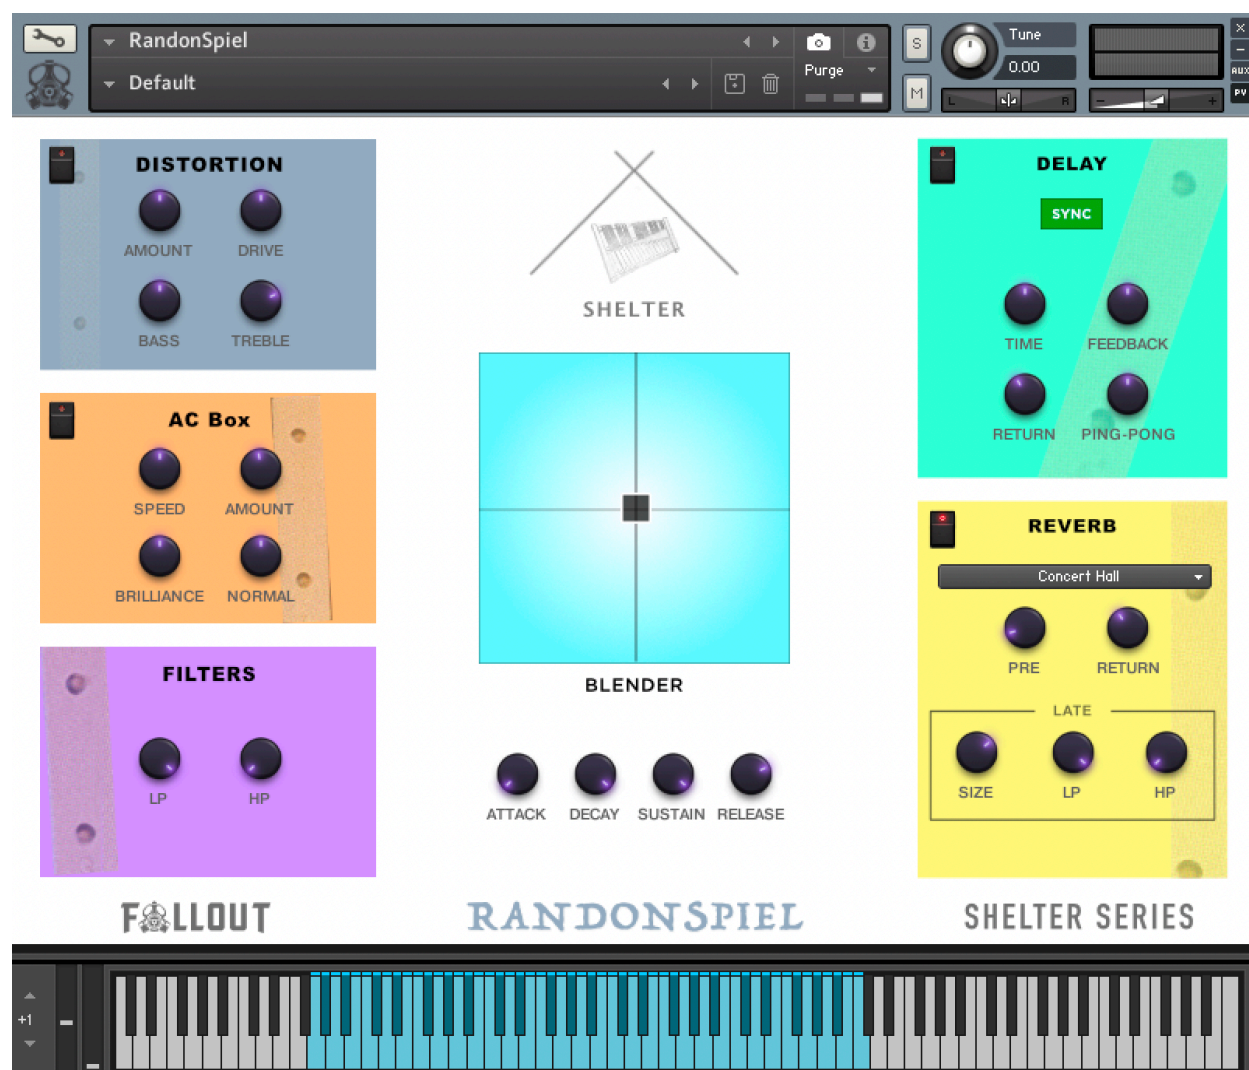 RandonSpiel
Default
Purge
S
M
Tune
0.00
L
R
AUX
PV
DISTORTION
AMOUNT
DRIVE
BASS
TREBLE
AC Box
SPEED
AMOUNT
BRILLIANCE
NORMAL
FILTERS
LP
HP
SHELTER
BLENDER
ATTACK
DECAY
SUSTAIN
RELEASE
DELAY
SYNC
TIME
FEEDBACK
RETURN
PING-PONG
REVERB
Concert Hall
PRE
RETURN
LATE
SIZE
LP
HP
FALLOUT
RANDONSPIEL
SHELTER SERIES
+1